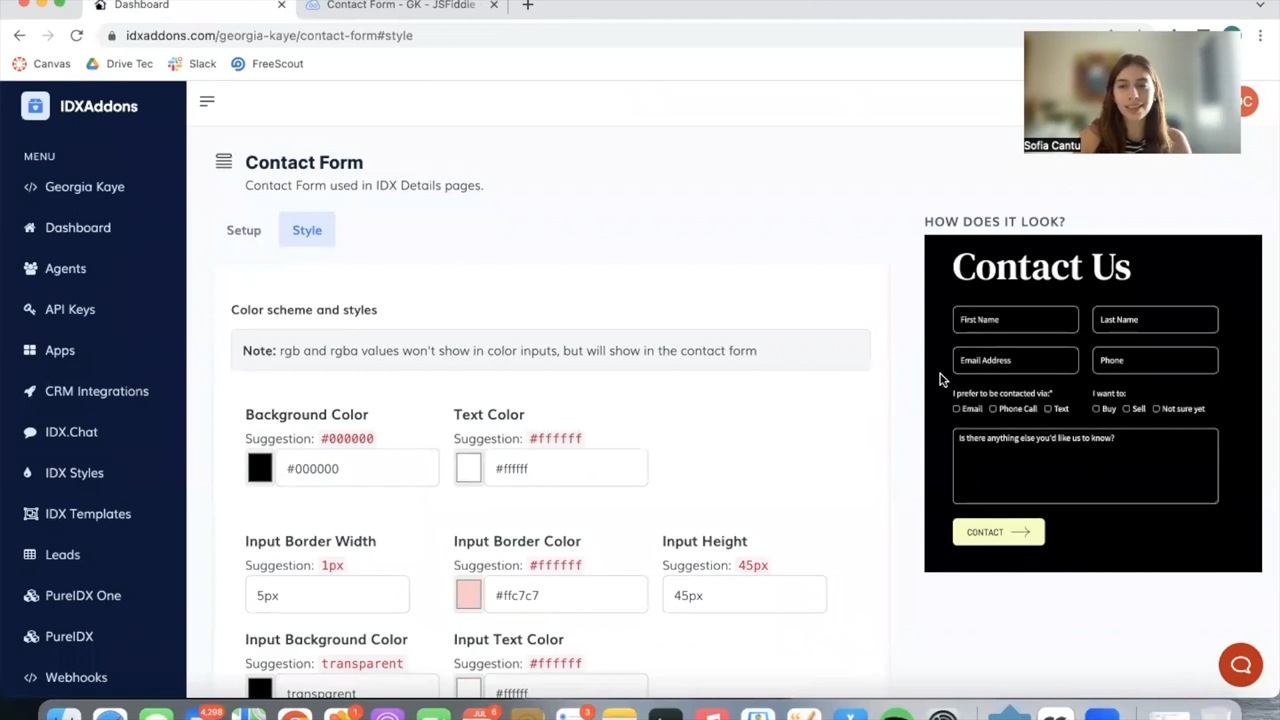 Dashboard
Contact Form - GK - JSFiddle
idxaddons.com/georgia-kaye/contact-form#style
Canvas
Drive Tec
Slack
FreeScout
IDXAddons
MENU
Georgia Kaye
Dashboard
Agents
API Keys
Apps
CRM Integrations
IDX.Chat
IDX Styles
IDX Templates
Leads
PureIDX One
PureIDX
Webhooks
Contact Form
Contact Form used in IDX Details pages.
Setup
Style
Color scheme and styles
Note: rgb and rgba values won't show in color inputs, but will show in the contact form
Background Color
Text Color
Suggestion: #000000
Suggestion: #ffffff
#000000
#ffffff
Input Border Width
Input Border Color
Input Height
Suggestion: 1px
Suggestion: #ffffff
Suggestion: 45px
5px
#ffc7c7
45px
Input Background Color
Input Text Color
Suggestion: transparent
Suggestion: #ffffff
transparent
#ffffff
Sofia Cantu
C
HOW DOES IT LOOK?
Contact Us
First Name
Last Name
Email Address
Phone
I prefer to be contacted via:*
I want to:
Email
Phone Call
Text
Buy
Sell
Not sure yet
Is there anything else you'd like us to know?
CONTACT
4,298
1
JUL 6
3